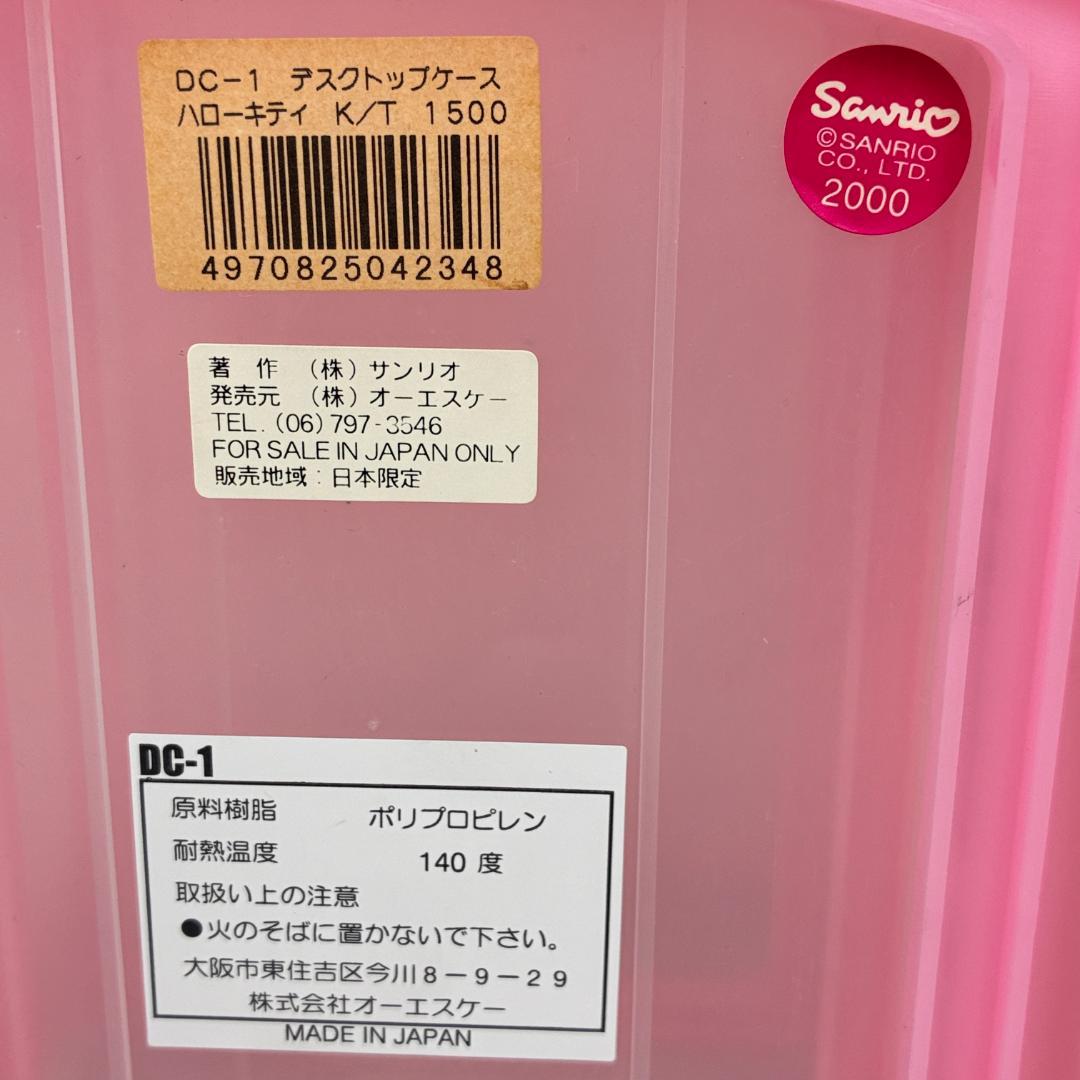 DC-1 デスクトップケース
ハローキティ K/T 1500
4970825042348
Sanrio
©SANRIO
CO., LTD.
2000
著 作 (株) サンリオ
発売元 (株) オーエスケー
TEL. (06) 797-3546
FOR SALE IN JAPAN ONLY
販売地域:日本限定
DC-1
原料樹脂 ポリプロピレン
耐熱温度 140 度
取扱い上の注意
●火のそばに置かないで下さい。
大阪市東住吉区今川8-9-29
株式会社オーエスケー
MADE IN JAPAN